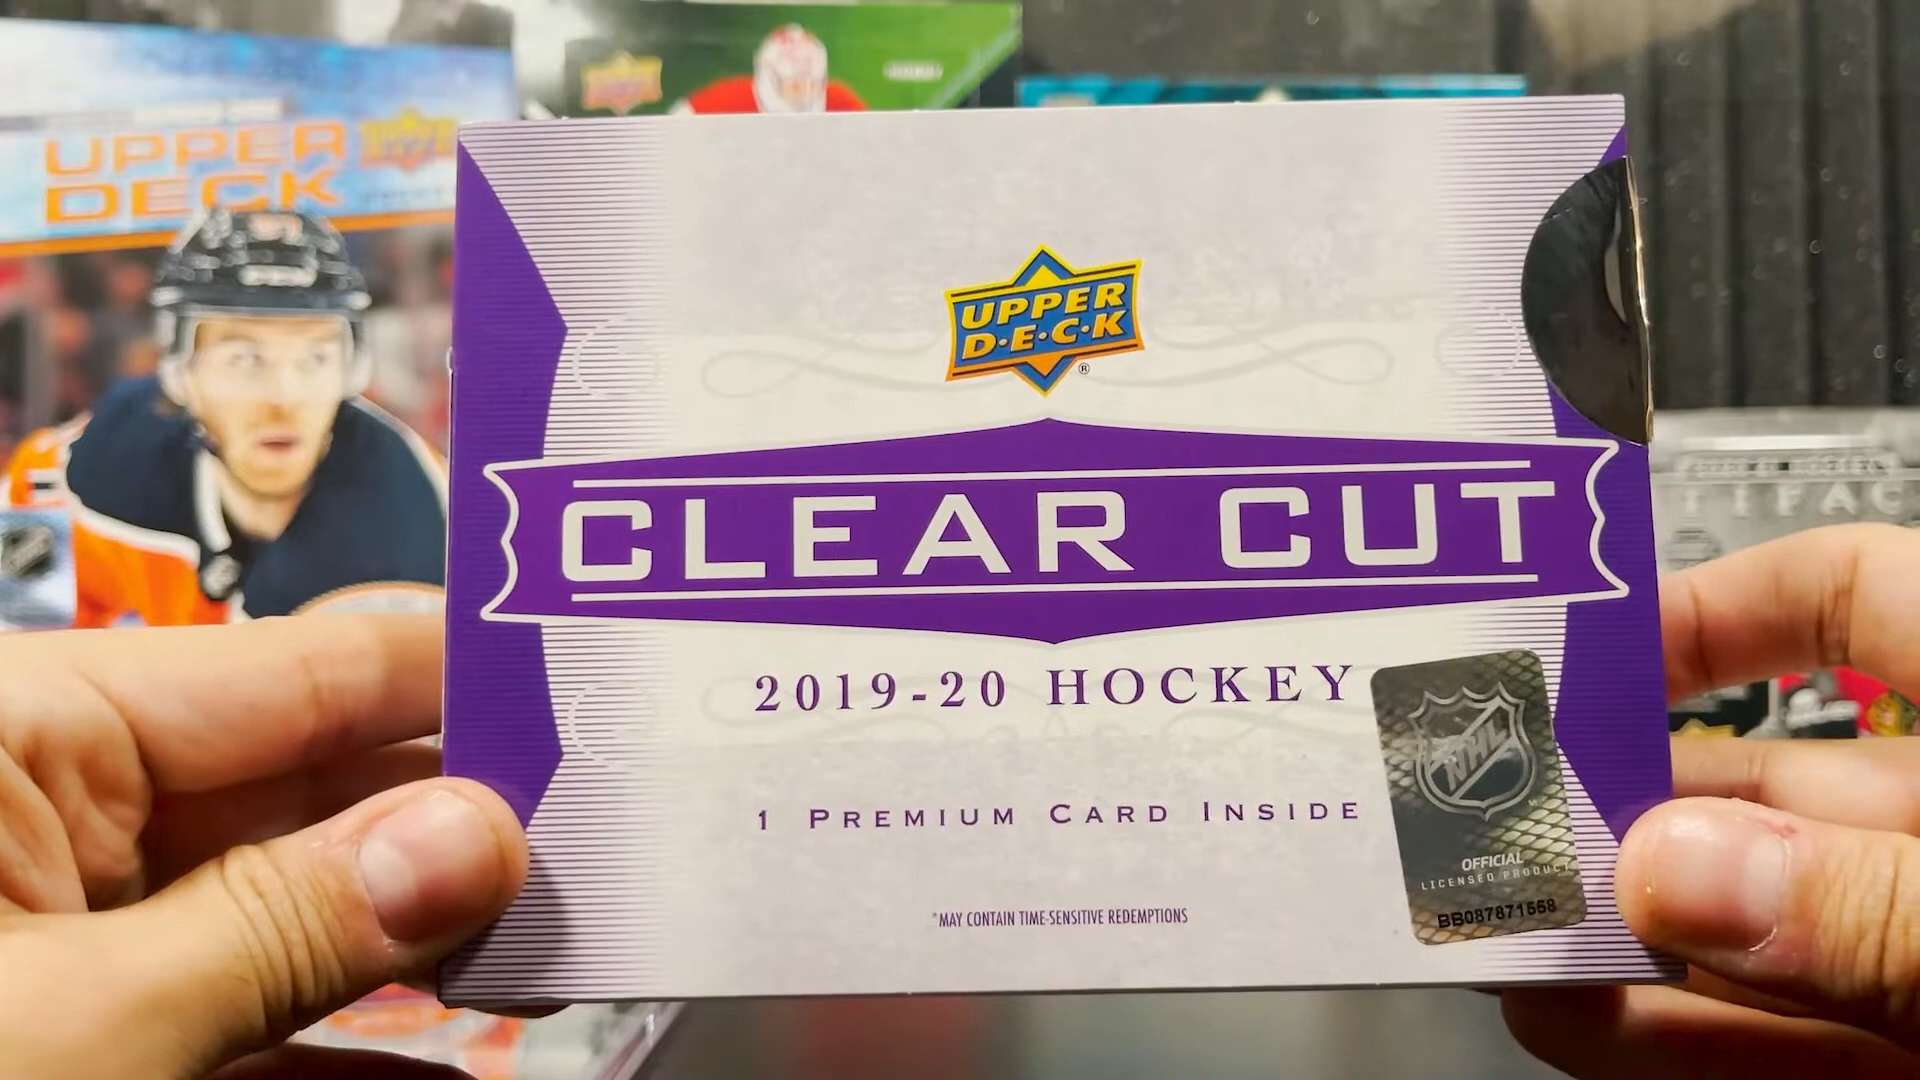 UPPER
DECK
UPPER
D·E·C·K
®
CLEAR CUT
2019-20 HOCKEY
1 PREMIUM CARD INSIDE
*MAY CONTAIN TIME-SENSITIVE REDEMPTIONS
NHL
OFFICIAL
LICENSED PRODUCT
BB087871558